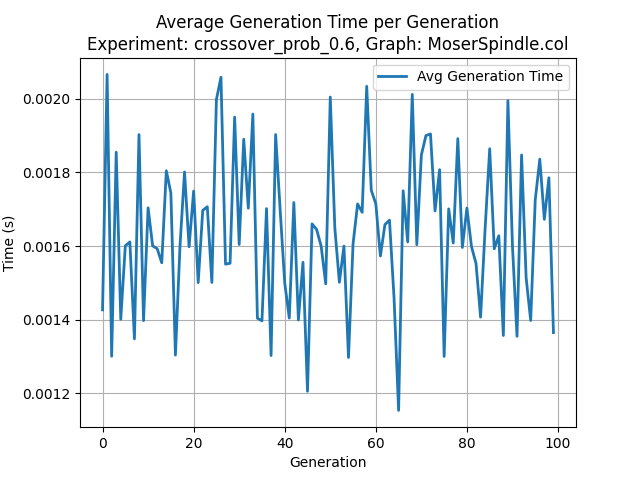 Average Generation Time per Generation
Experiment: crossover_prob_0.6, Graph: MoserSpindle.col
Avg Generation Time
Time (s)
0.0020
0.0018
0.0016
0.0014
0.0012
0 20 40 60 80 100
Generation